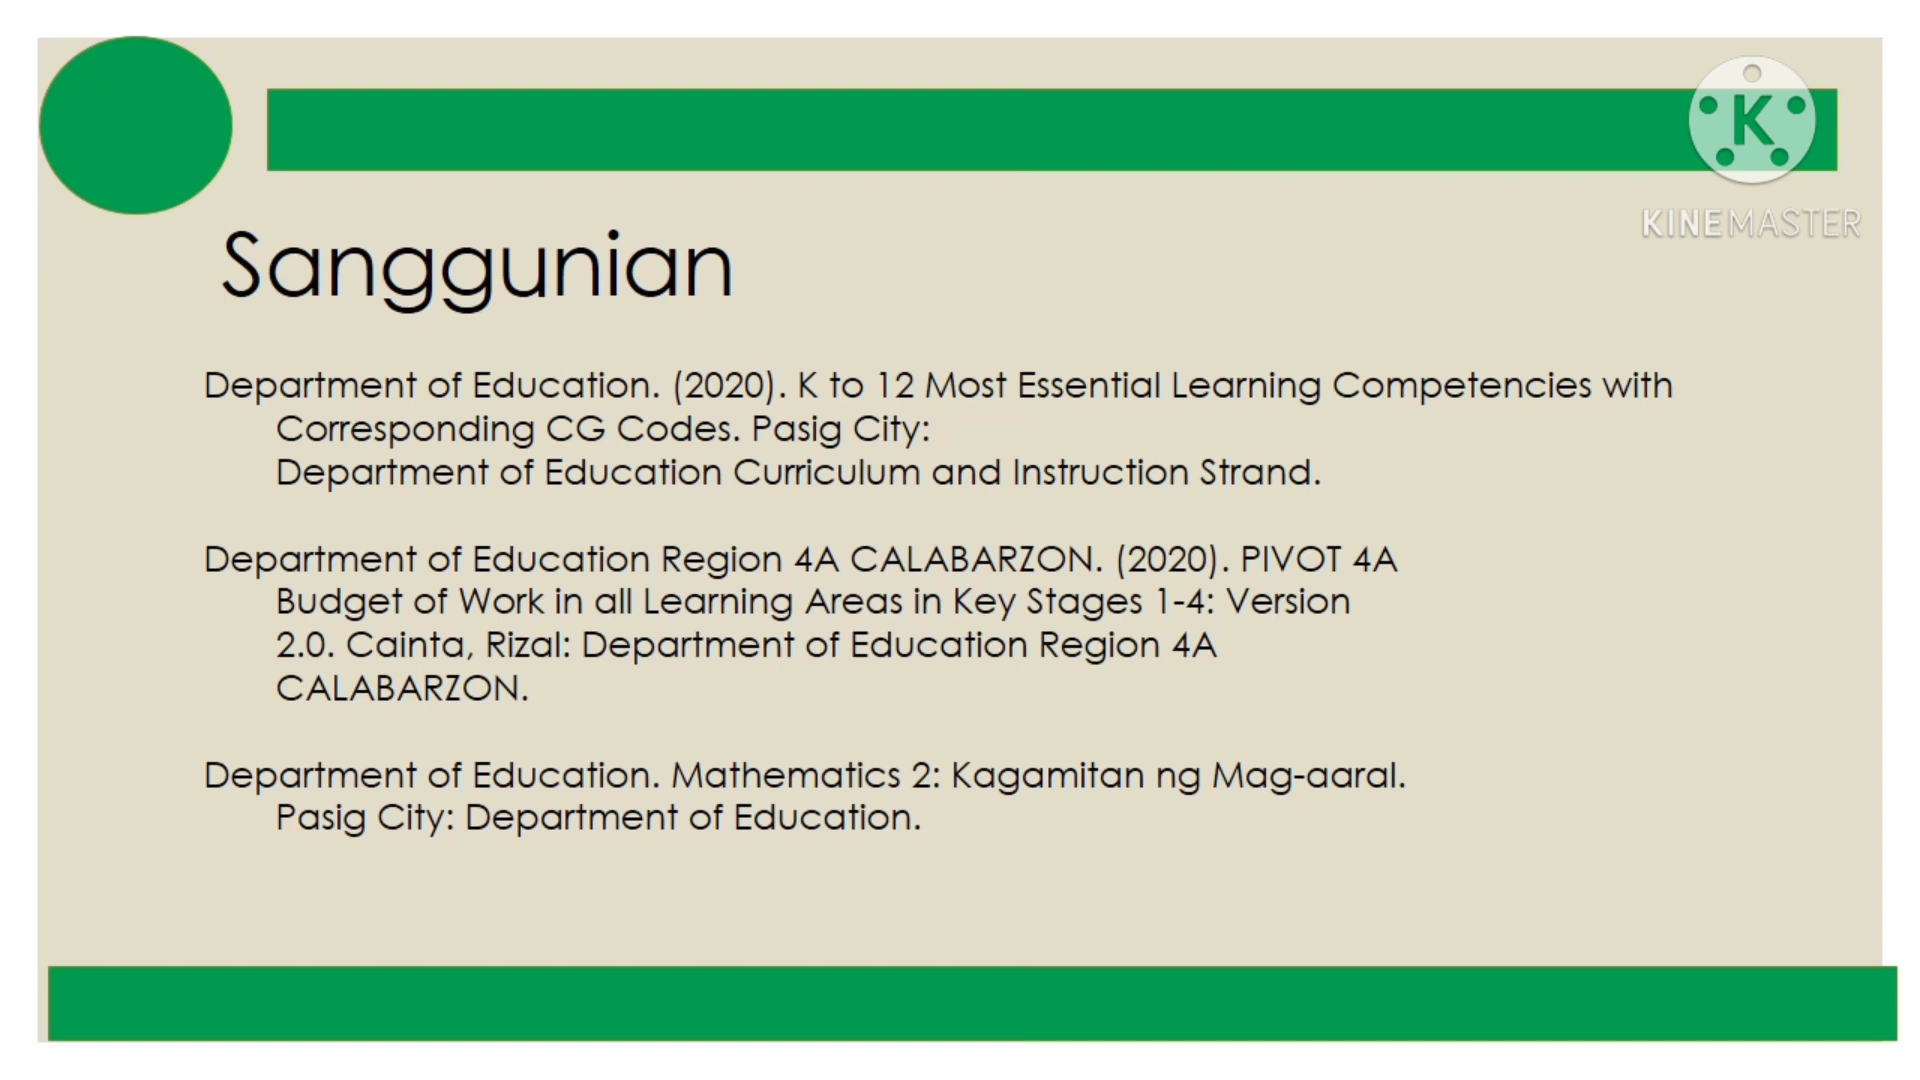 K
KINEMASTER
Sanggunian
Department of Education. (2020). K to 12 Most Essential Learning Competencies with
Corresponding CG Codes. Pasig City:
Department of Education Curriculum and Instruction Strand.
Department of Education Region 4A CALABARZON. (2020). PIVOT 4A
Budget of Work in all Learning Areas in Key Stages 1-4: Version
2.0. Cainta, Rizal: Department of Education Region 4A
CALABARZON.
Department of Education. Mathematics 2: Kagamitan ng Mag-aaral.
Pasig City: Department of Education.